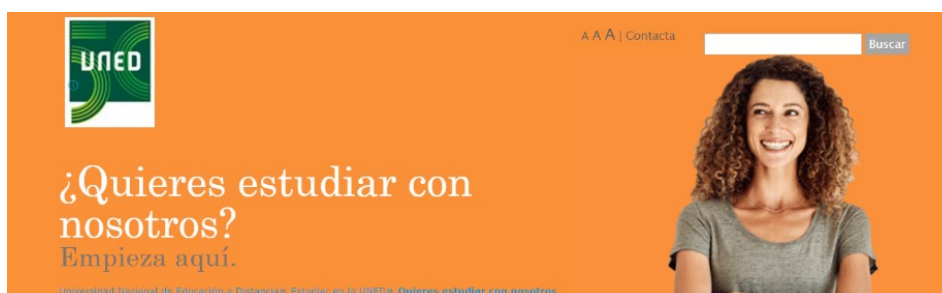 UNED
A A A | Contacta
Buscar
¿Quieres estudiar con
nosotros?
Empieza aquí.
Universidad Nacional de Educación a Distancia» Estudiar en la UNED» Quieres estudiar con nosotros